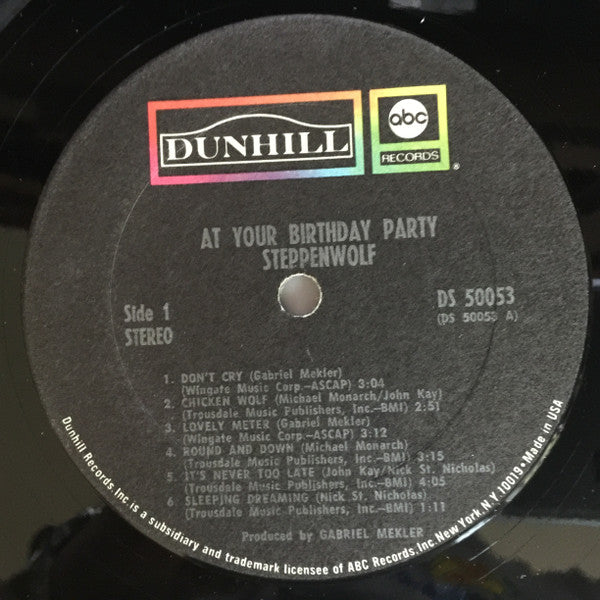 DUNHILL
abc
RECORDS
®
AT YOUR BIRTHDAY PARTY
STEPPENWOLF
Side 1
STEREO
DS 50053
(DS 50053 A)
1. DON'T CRY (Gabriel Mekler)
(Wingate Music Corp.—ASCAP) 3:04
2. CHICKEN WOLF (Michael Monarch/John Kay)
(Trousdale Music Publishers, Inc.—BMI) 2:51
3. LOVELY METER (Gabriel Mekler)
(Wingate Music Corp.—ASCAP) 3:12
4. ROUND AND DOWN (Michael Monarch)
(Trousdale Music Publishers, Inc.—BMI) 3:15
5. IT'S NEVER TOO LATE (John Kay/Nick St. Nicholas)
(Trousdale Music Publishers, Inc.—BMI) 4:05
6. SLEEPING DREAMING (Nick St. Nicholas)
(Trousdale Music Publishers, Inc.—BMI) 1:11
Produced by GABRIEL MEKLER
Dunhill Records Inc is a subsidiary and trademark licensee of ABC Records, Inc. New York, N.Y. 10019 • Made in USA